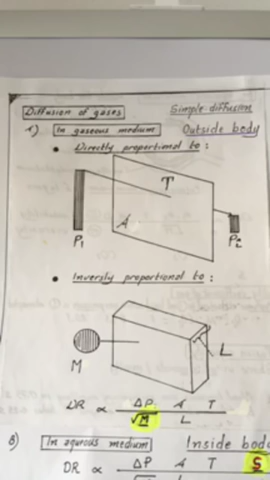 Diffusion of gases
Simple diffusion
1) In gaseous medium Outside body
• Directly proportional to :
T
A
P1 P2
• Inversly proportional to :
M
L
DR ∝ ΔP A T
√M L
2) In aqueous medium Inside body
DR ∝ ΔP A T S